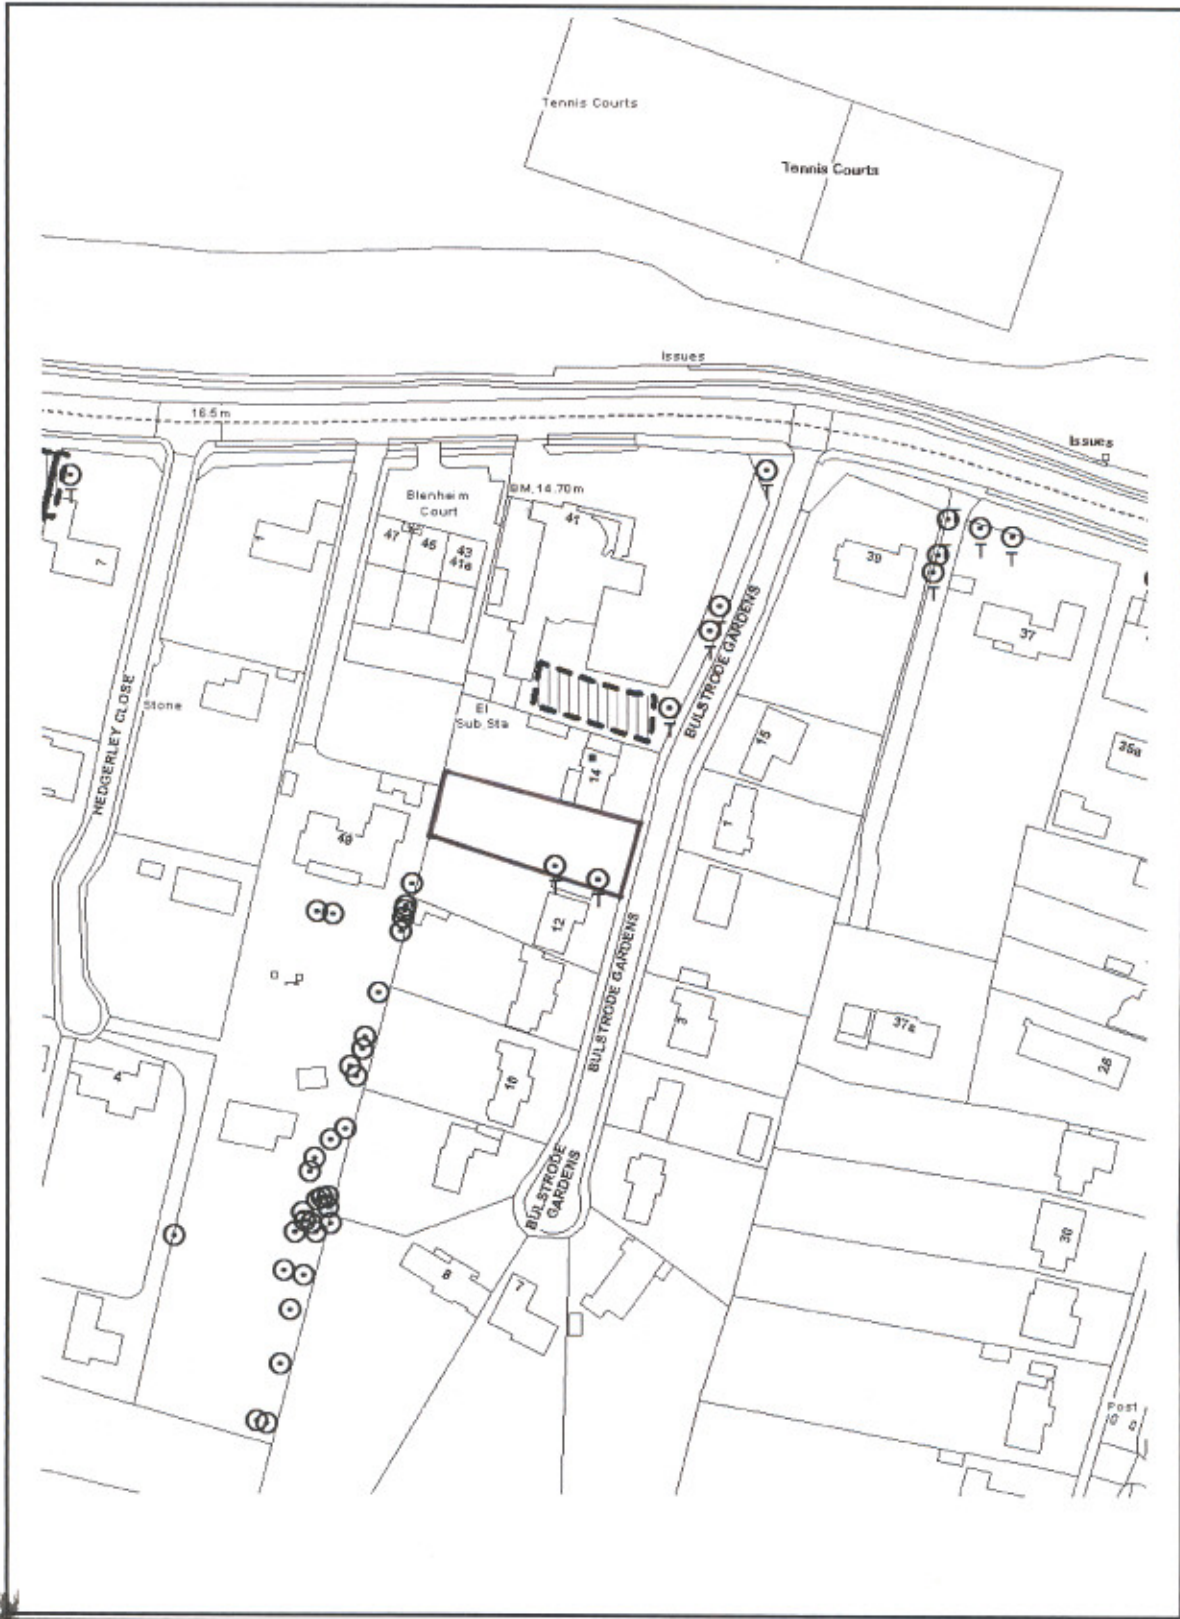 Tennis Courts
Tennis Courts
Issues
16.5m
Issues
Blenheim
Court
BM 14.70m
41
47
45
43
41a
1
7
39
37
HEDGERLEY CLOSE
Stone
El
Sub Sta
BULSTRODE GARDENS
15
35a
14
1
49
12
BULSTRODE GARDENS
3
37a
28
10
4
BULSTRODE
GARDENS
30
8
7
Post
T
T
T
T
T
T
T
T
T
T
T
T